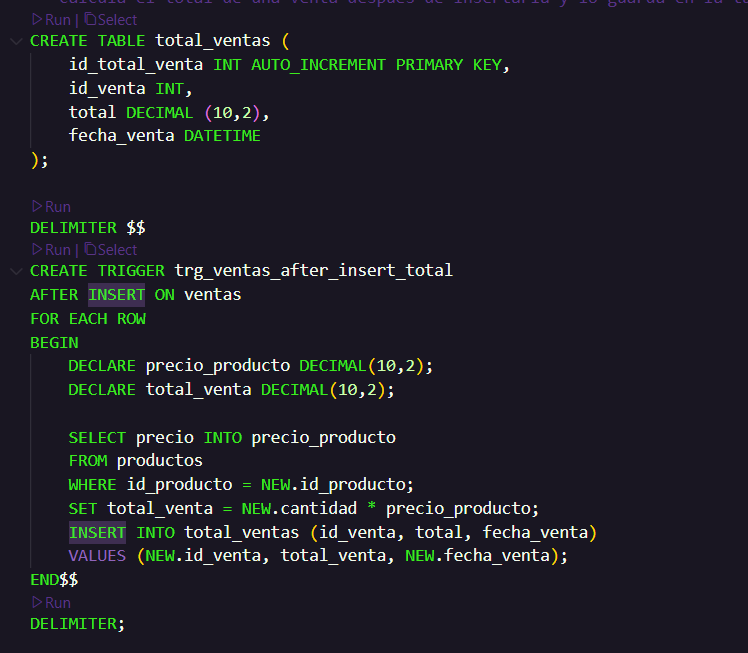 calcula el total de una venta después de insertarla y lo guarda en la
Run | Select
CREATE TABLE total_ventas (
id_total_venta INT AUTO_INCREMENT PRIMARY KEY,
id_venta INT,
total DECIMAL (10,2),
fecha_venta DATETIME
);
Run
DELIMITER $$
Run | Select
CREATE TRIGGER trg_ventas_after_insert_total
AFTER INSERT ON ventas
FOR EACH ROW
BEGIN
DECLARE precio_producto DECIMAL(10,2);
DECLARE total_venta DECIMAL(10,2);
SELECT precio INTO precio_producto
FROM productos
WHERE id_producto = NEW.id_producto;
SET total_venta = NEW.cantidad * precio_producto;
INSERT INTO total_ventas (id_venta, total, fecha_venta)
VALUES (NEW.id_venta, total_venta, NEW.fecha_venta);
END$$
Run
DELIMITER;